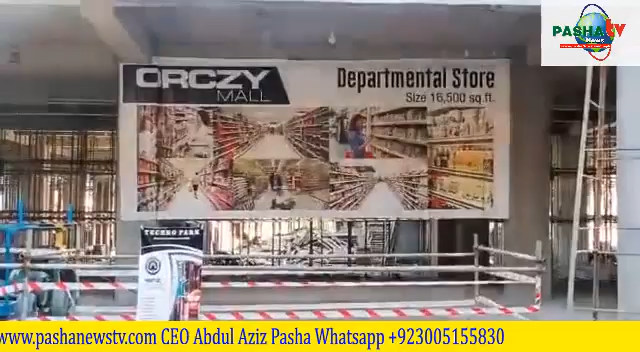 PASHA tv
News
ORCZY
MALL
Departmental Store
Size 16,500 sq.ft.
TECHNO PARK
www.pashanewstv.com CEO Abdul Aziz Pasha Whatsapp +923005155830